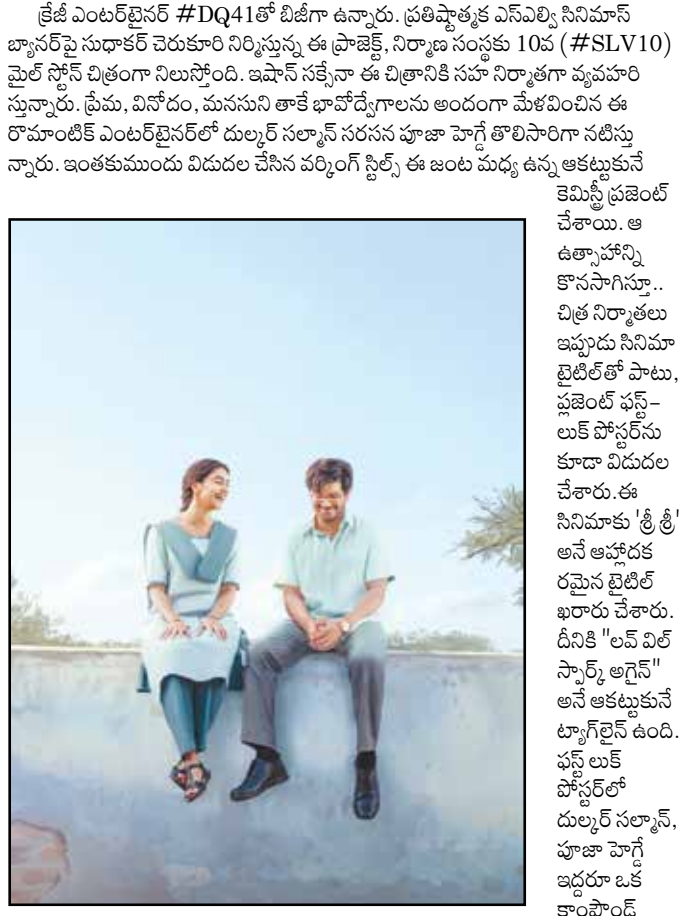 క్రేజీ ఎంటర్‌టైనర్ #DQ41తో బిజీగా ఉన్నారు. ప్రతిష్టాత్మక ఎస్ఎల్వి సినిమాస్
బ్యానర్‌పై సుధాకర్ చెరుకూరి నిర్మిస్తున్న ఈ ప్రాజెక్ట్, నిర్మాణ సంస్థకు 10వ (#SLV10)
మైల్ స్టోన్ చిత్రంగా నిలుస్తోంది. ఇషాన్ సక్సేనా ఈ చిత్రానికి సహ నిర్మాతగా వ్యవహరి
స్తున్నారు. ప్రేమ, వినోదం, మనసుని తాకే భావోద్వేగాలను అందంగా మేళవించిన ఈ
రొమాంటిక్ ఎంటర్‌టైనర్‌లో దుల్కర్ సల్మాన్ సరసన పూజా హెగ్డే తొలిసారిగా నటిస్తు
న్నారు. ఇంతకుముందు విడుదల చేసిన వర్కింగ్ స్టిల్స్ ఈ జంట మధ్య ఉన్న ఆకట్టుకునే
కెమిస్ట్రీ ప్రజెంట్
చేశాయి. ఆ
ఉత్సాహాన్ని
కొనసాగిస్తూ..
చిత్ర నిర్మాతలు
ఇప్పుడు సినిమా
టైటిల్‌తో పాటు,
ప్లజెంట్ ఫస్ట్–
లుక్ పోస్టర్‌ను
కూడా విడుదల
చేశారు.ఈ
సినిమాకు 'శ్రీ శ్రీ'
అనే ఆహ్లాదక
రమైన టైటిల్
ఖరారు చేశారు.
దీనికి "లవ్ విల్
స్పార్క్ అగైన్"
అనే ఆకట్టుకునే
ట్యాగ్‌లైన్ ఉంది.
ఫస్ట్ లుక్
పోస్టర్‌లో
దుల్కర్ సల్మాన్,
పూజా హెగ్డే
ఇద్దరూ ఒక
కాంపౌండ్